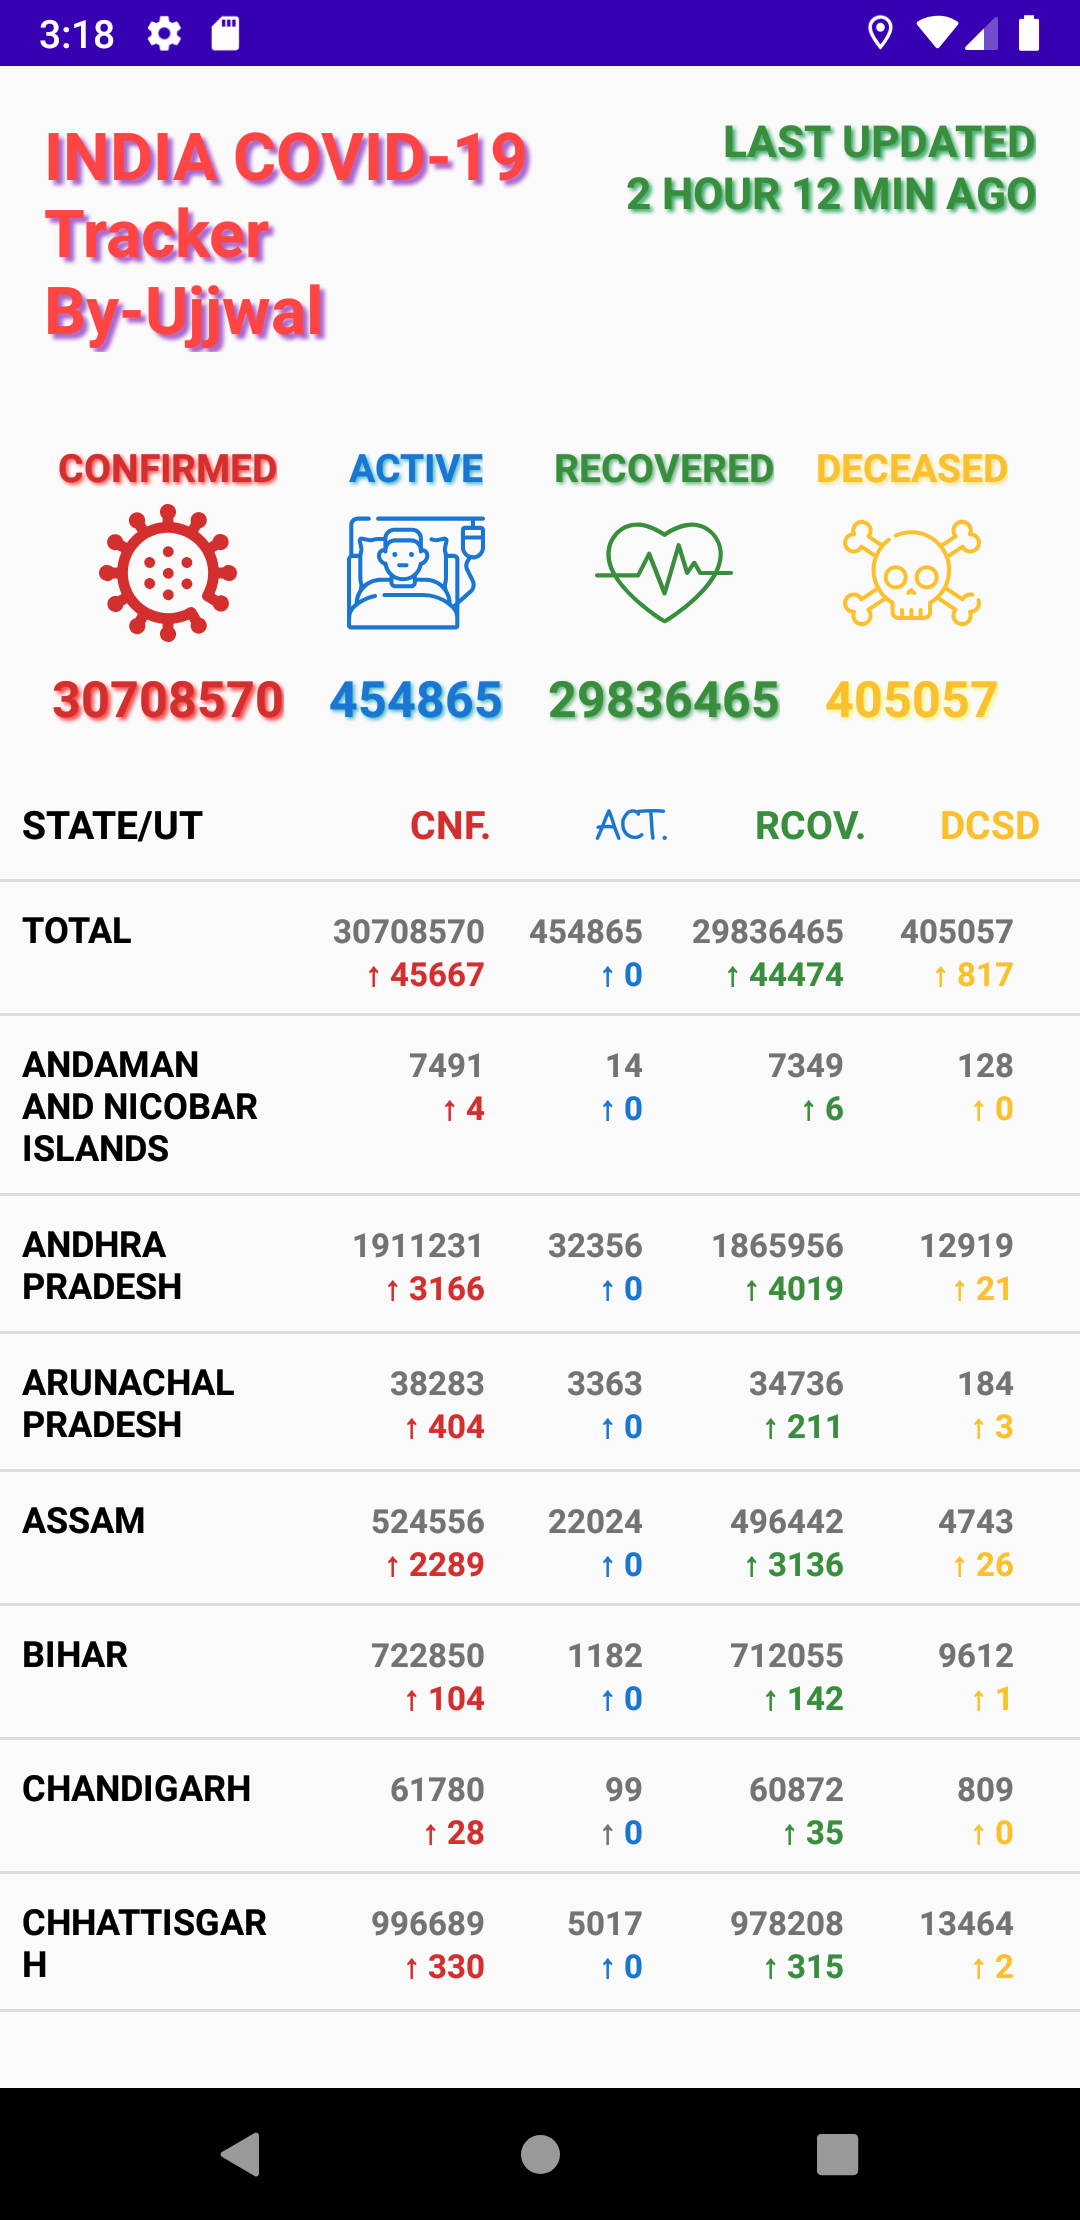 3:18
INDIA COVID-19
Tracker
By-Ujjwal
LAST UPDATED
2 HOUR 12 MIN AGO
CONFIRMED ACTIVE RECOVERED DECEASED
30708570 454865 29836465 405057
STATE/UT CNF. ACT. RCOV. DCSD
TOTAL 30708570 454865 29836465 405057
↑ 45667 ↑ 0 ↑ 44474 ↑ 817
ANDAMAN 7491 14 7349 128
AND NICOBAR ↑ 4 ↑ 0 ↑ 6 ↑ 0
ISLANDS
ANDHRA 1911231 32356 1865956 12919
PRADESH ↑ 3166 ↑ 0 ↑ 4019 ↑ 21
ARUNACHAL 38283 3363 34736 184
PRADESH ↑ 404 ↑ 0 ↑ 211 ↑ 3
ASSAM 524556 22024 496442 4743
↑ 2289 ↑ 0 ↑ 3136 ↑ 26
BIHAR 722850 1182 712055 9612
↑ 104 ↑ 0 ↑ 142 ↑ 1
CHANDIGARH 61780 99 60872 809
↑ 28 ↑ 0 ↑ 35 ↑ 0
CHHATTISGAR 996689 5017 978208 13464
H ↑ 330 ↑ 0 ↑ 315 ↑ 2